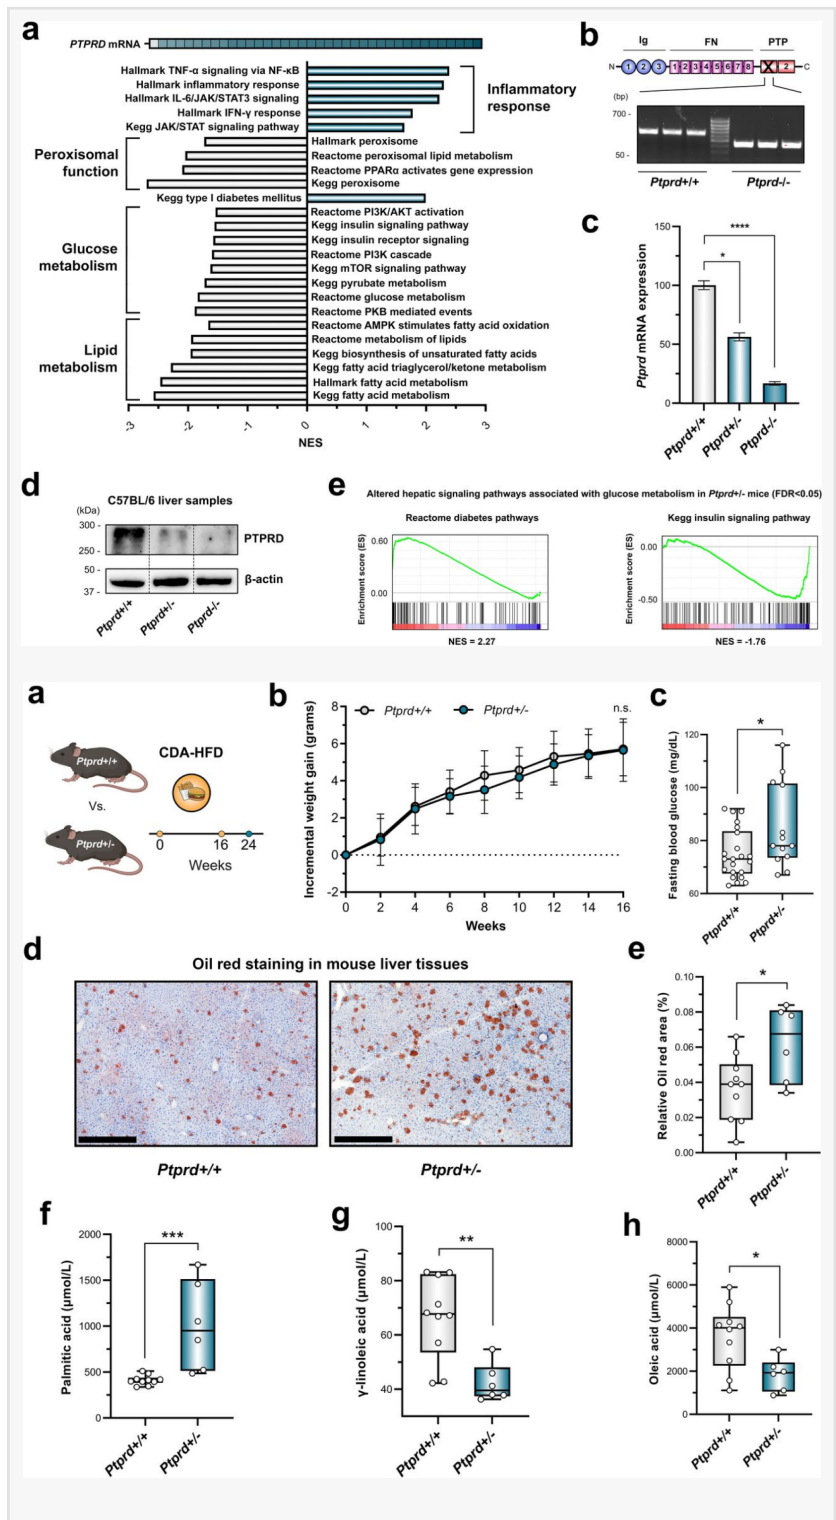 a
PTPRD mRNA
Hallmark TNF-α signaling via NF-κB
Hallmark inflammatory response
Hallmark IL-6/JAK/STAT3 signaling
Hallmark IFN-γ response
Kegg JAK/STAT signaling pathway
Inflammatory
response
Peroxisomal
function
Hallmark peroxisome
Reactome peroxisomal lipid metabolism
Reactome PPARα activates gene expression
Kegg peroxisome
Kegg type I diabetes mellitus
Glucose
metabolism
Reactome PI3K/AKT activation
Kegg insulin signaling pathway
Kegg insulin receptor signaling
Reactome PI3K cascade
Kegg mTOR signaling pathway
Kegg pyrubate metabolism
Reactome glucose metabolism
Reactome PKB mediated events
Lipid
metabolism
Reactome AMPK stimulates fatty acid oxidation
Reactome metabolism of lipids
Kegg biosynthesis of unsaturated fatty acids
Kegg fatty acid triaglycerol/ketone metabolism
Hallmark fatty acid metabolism
Kegg fatty acid metabolism
-3 -2 -1 0 1 2 3
NES
b
Ig FN PTP
N 1 2 3 1 2 3 4 5 6 7 8 X 2 C
(bp)
700 -
50 -
Ptprd+/+ Ptprd-/-
c
Ptprd mRNA expression
150
100
50
0
****
*
Ptprd+/+ Ptprd+/- Ptprd-/-
d
C57BL/6 liver samples
(kDa)
300 -
250 -
PTPRD
50 -
37 -
β-actin
Ptprd+/+ Ptprd+/- Ptprd-/-
e
Altered hepatic signaling pathways associated with glucose metabolism in Ptprd+/- mice (FDR<0.05)
Reactome diabetes pathways
Enrichment score (ES)
0.60
0.00
NES = 2.27
Kegg insulin signaling pathway
Enrichment score (ES)
0.00
-0.50
NES = -1.76
a
Ptprd+/+
Vs.
Ptprd+/-
CDA-HFD
0 16 24
Weeks
b
Incremental weight gain (grams)
8
6
4
2
0
-2
Ptprd+/+ Ptprd+/-
n.s.
0 2 4 6 8 10 12 14 16
Weeks
c
Fasting blood glucose (mg/dL)
120
100
80
60
*
Ptprd+/+ Ptprd+/-
d
Oil red staining in mouse liver tissues
Ptprd+/+ Ptprd+/-
e
Relative Oil red area (%)
0.10
0.08
0.06
0.04
0.02
0.00
*
Ptprd+/+ Ptprd+/-
f
Palmitic acid (µmol/L)
2000
1500
1000
500
0
***
Ptprd+/+ Ptprd+/-
g
γ-linoleic acid (µmol/L)
100
80
60
40
**
Ptprd+/+ Ptprd+/-
h
Oleic acid (µmol/L)
8000
6000
4000
2000
0
*
Ptprd+/+ Ptprd+/-